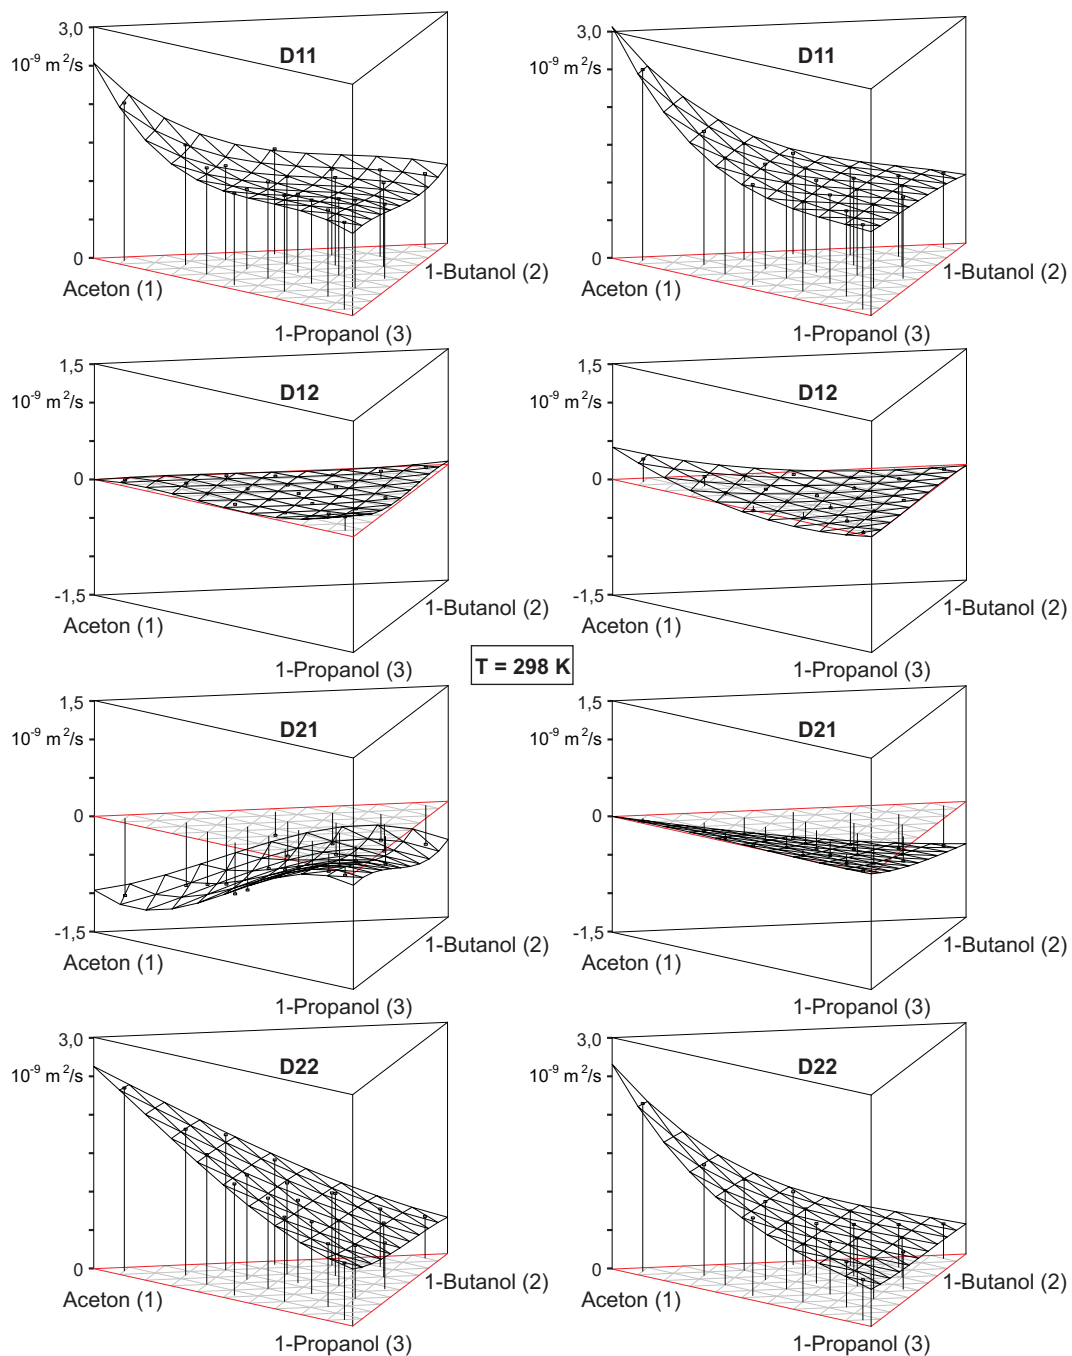 3,0
10⁻⁹ m²/s
D11
0
Aceton (1)
1-Butanol (2)
1-Propanol (3)
3,0
10⁻⁹ m²/s
D11
0
Aceton (1)
1-Butanol (2)
1-Propanol (3)
1,5
10⁻⁹ m²/s
D12
0
-1,5
Aceton (1)
1-Butanol (2)
1-Propanol (3)
1,5
10⁻⁹ m²/s
D12
0
-1,5
Aceton (1)
1-Butanol (2)
1-Propanol (3)
T = 298 K
1,5
10⁻⁹ m²/s
D21
0
-1,5
Aceton (1)
1-Butanol (2)
1-Propanol (3)
1,5
10⁻⁹ m²/s
D21
0
-1,5
Aceton (1)
1-Butanol (2)
1-Propanol (3)
3,0
10⁻⁹ m²/s
D22
0
Aceton (1)
1-Butanol (2)
1-Propanol (3)
3,0
10⁻⁹ m²/s
D22
0
Aceton (1)
1-Butanol (2)
1-Propanol (3)